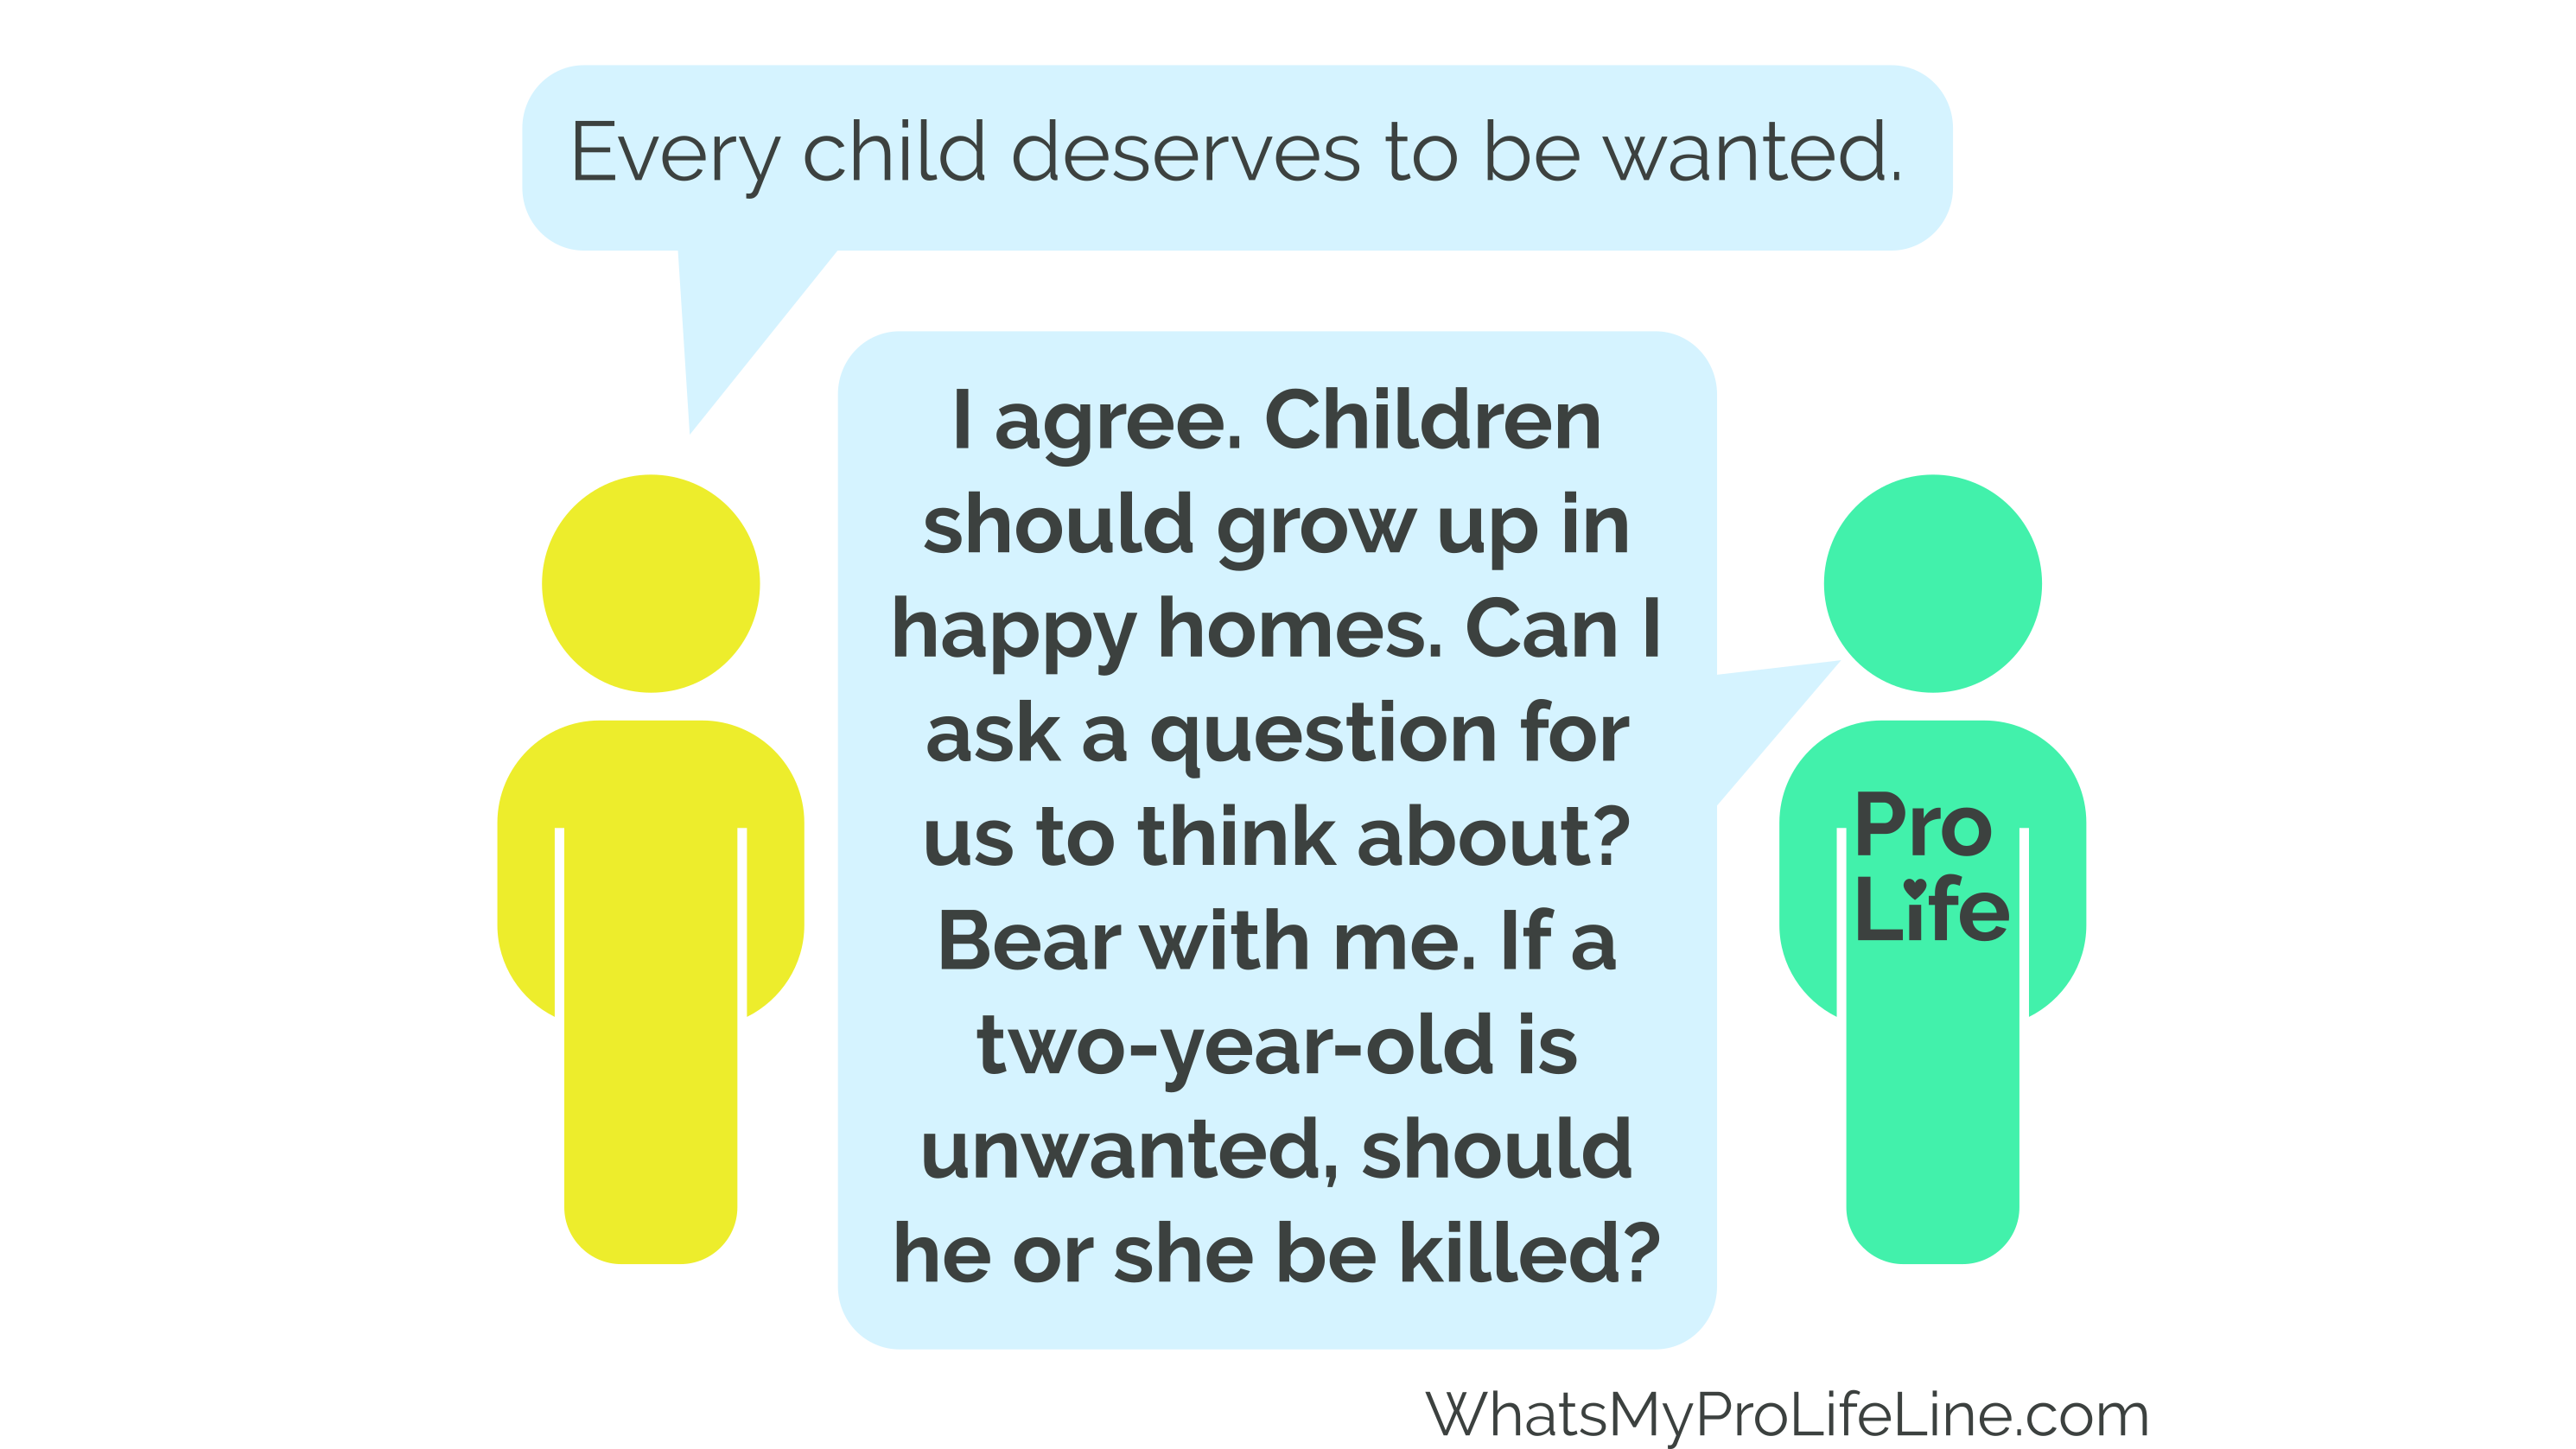 Every child deserves to be wanted.
I agree. Children
should grow up in
happy homes. Can I
ask a question for
us to think about?
Bear with me. If a
two-year-old is
unwanted, should
he or she be killed?
Pro
Life
WhatsMyProLifeLine.com